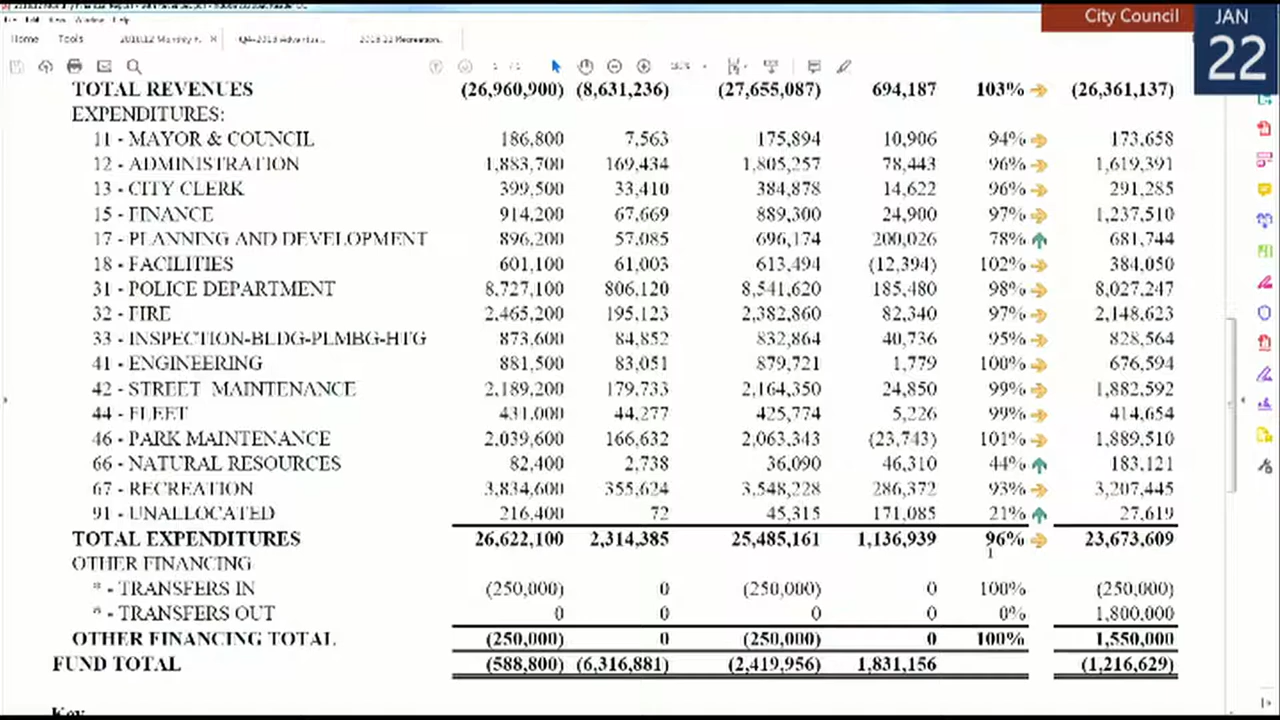 City Council JAN 22
Home Tools
TOTAL REVENUES (26,960,900) (8,631,236) (27,655,087) 694,187 103% (26,361,137)
EXPENDITURES:
11 - MAYOR & COUNCIL 186,800 7,563 175,894 10,906 94% 173,658
12 - ADMINISTRATION 1,883,700 169,434 1,805,257 78,443 96% 1,619,391
13 - CITY CLERK 399,500 33,410 384,878 14,622 96% 291,285
15 - FINANCE 914,200 67,669 889,300 24,900 97% 1,237,510
17 - PLANNING AND DEVELOPMENT 896,200 57,085 696,174 200,026 78% 681,744
18 - FACILITIES 601,100 61,003 613,494 (12,394) 102% 384,050
31 - POLICE DEPARTMENT 8,727,100 806,120 8,541,620 185,480 98% 8,027,247
32 - FIRE 2,465,200 195,123 2,382,860 82,340 97% 2,148,623
33 - INSPECTION-BLDG-PLMBG-HTG 873,600 84,852 832,864 40,736 95% 828,564
41 - ENGINEERING 881,500 83,051 879,721 1,779 100% 676,594
42 - STREET MAINTENANCE 2,189,200 179,733 2,164,350 24,850 99% 1,882,592
44 - FLEET 431,000 44,277 425,774 5,226 99% 414,654
46 - PARK MAINTENANCE 2,039,600 166,632 2,063,343 (23,743) 101% 1,889,510
66 - NATURAL RESOURCES 82,400 2,738 36,090 46,310 44% 183,121
67 - RECREATION 3,834,600 355,624 3,548,228 286,372 93% 3,207,445
91 - UNALLOCATED 216,400 72 45,315 171,085 21% 27,619
TOTAL EXPENDITURES 26,622,100 2,314,385 25,485,161 1,136,939 96% 23,673,609
OTHER FINANCING
* - TRANSFERS IN (250,000) 0 (250,000) 0 100% (250,000)
* - TRANSFERS OUT 0 0 0 0 0% 1,800,000
OTHER FINANCING TOTAL (250,000) 0 (250,000) 0 100% 1,550,000
FUND TOTAL (588,800) (6,316,881) (2,419,956) 1,831,156 (1,216,629)
Key